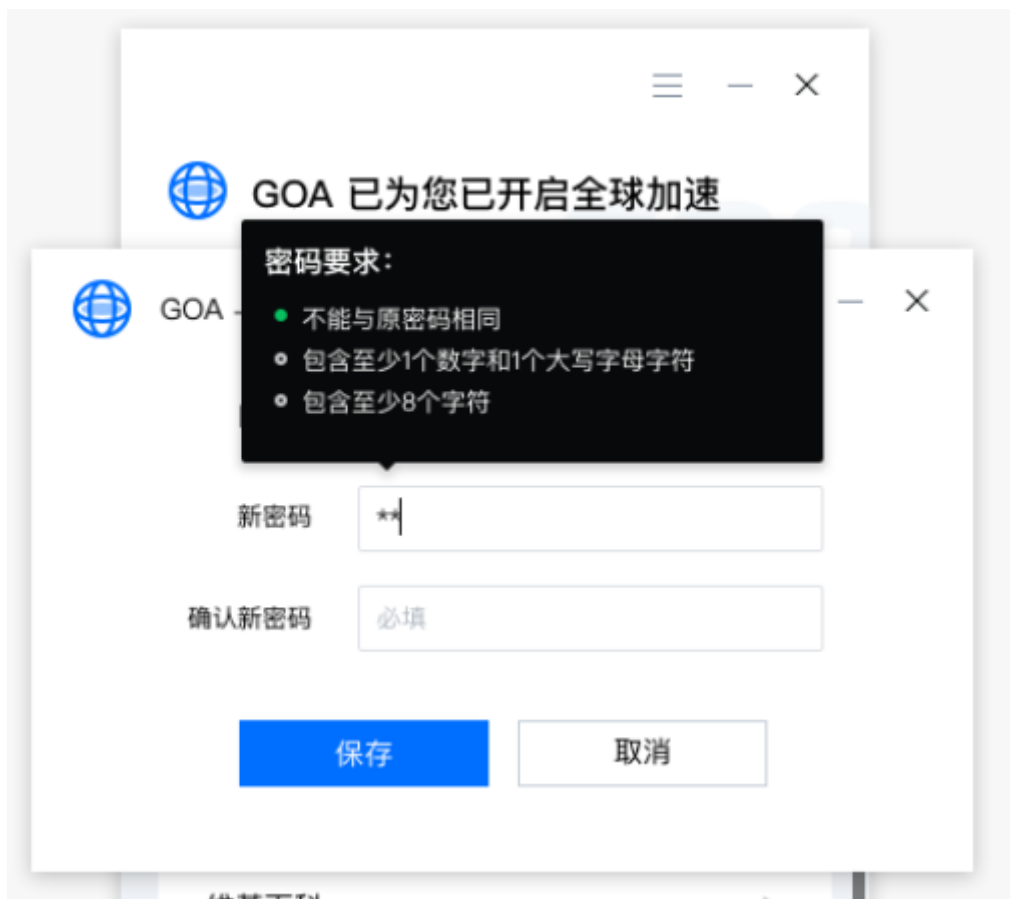 GOA 已为您已开启全球加速
密码要求：
GOA -
不能与原密码相同
包含至少1个数字和1个大写字母字符
包含至少8个字符
新密码
**
确认新密码
必填
保存
取消